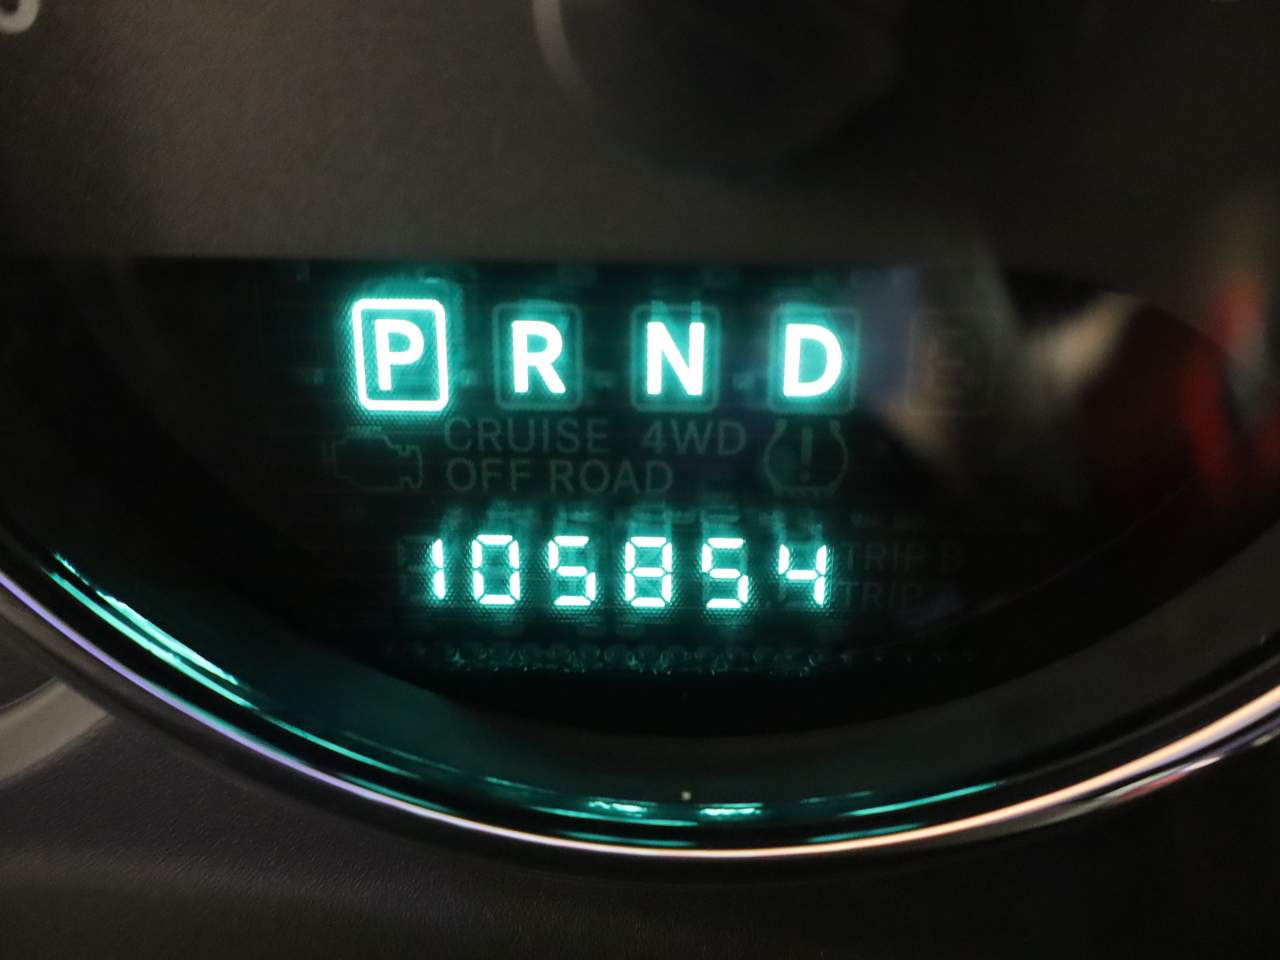 P R N D
CRUISE 4WD
OFF ROAD
105854
TRIP B
TRIP